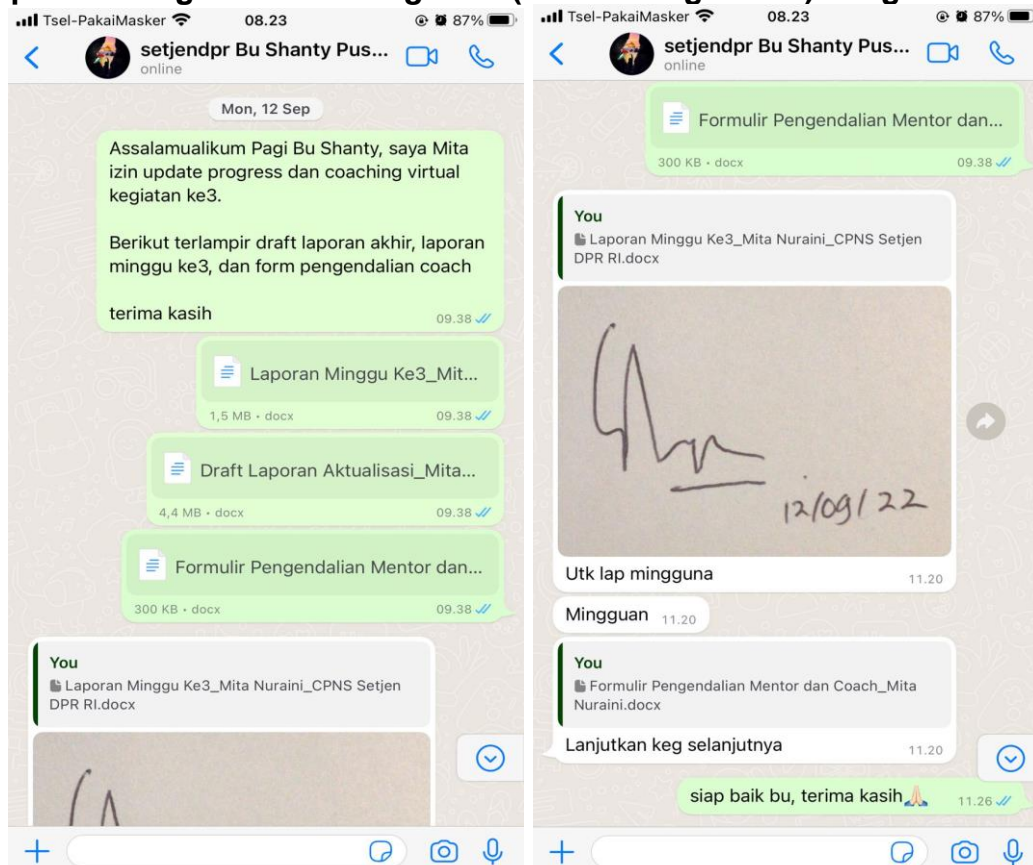 Tsel-PakaiMasker
08.23
87%
setjendpr Bu Shanty Pus...
online
Mon, 12 Sep
Assalamualikum Pagi Bu Shanty, saya Mita
izin update progress dan coaching virtual
kegiatan ke3.
Berikut terlampir draft laporan akhir, laporan
minggu ke3, dan form pengendalian coach
terima kasih
09.38
Laporan Minggu Ke3_Mit...
1,5 MB • docx
09.38
Draft Laporan Aktualisasi_Mita...
4,4 MB • docx
09.38
Formulir Pengendalian Mentor dan...
300 KB • docx
09.38
You
Laporan Minggu Ke3_Mita Nuraini_CPNS Setjen
DPR RI.docx
Tsel-PakaiMasker
08.23
87%
setjendpr Bu Shanty Pus...
online
Formulir Pengendalian Mentor dan...
300 KB • docx
09.38
You
Laporan Minggu Ke3_Mita Nuraini_CPNS Setjen
DPR RI.docx
12/09/22
Utk lap mingguna
11.20
Mingguan
11.20
You
Formulir Pengendalian Mentor dan Coach_Mita
Nuraini.docx
Lanjutkan keg selanjutnya
11.20
siap baik bu, terima kasih🙏🏻
11.26